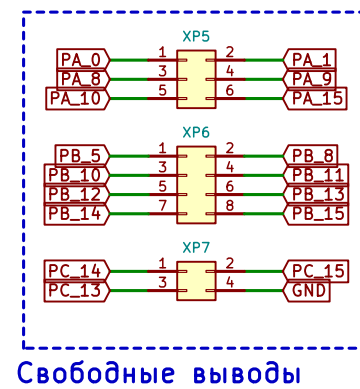 XP5
PA_0 1 2 PA_1
PA_8 3 4 PA_9
PA_10 5 6 PA_15
XP6
PB_5 1 2 PB_8
PB_10 3 4 PB_11
PB_12 5 6 PB_13
PB_14 7 8 PB_15
XP7
PC_14 1 2 PC_15
PC_13 3 4 GND
Свободные выводы